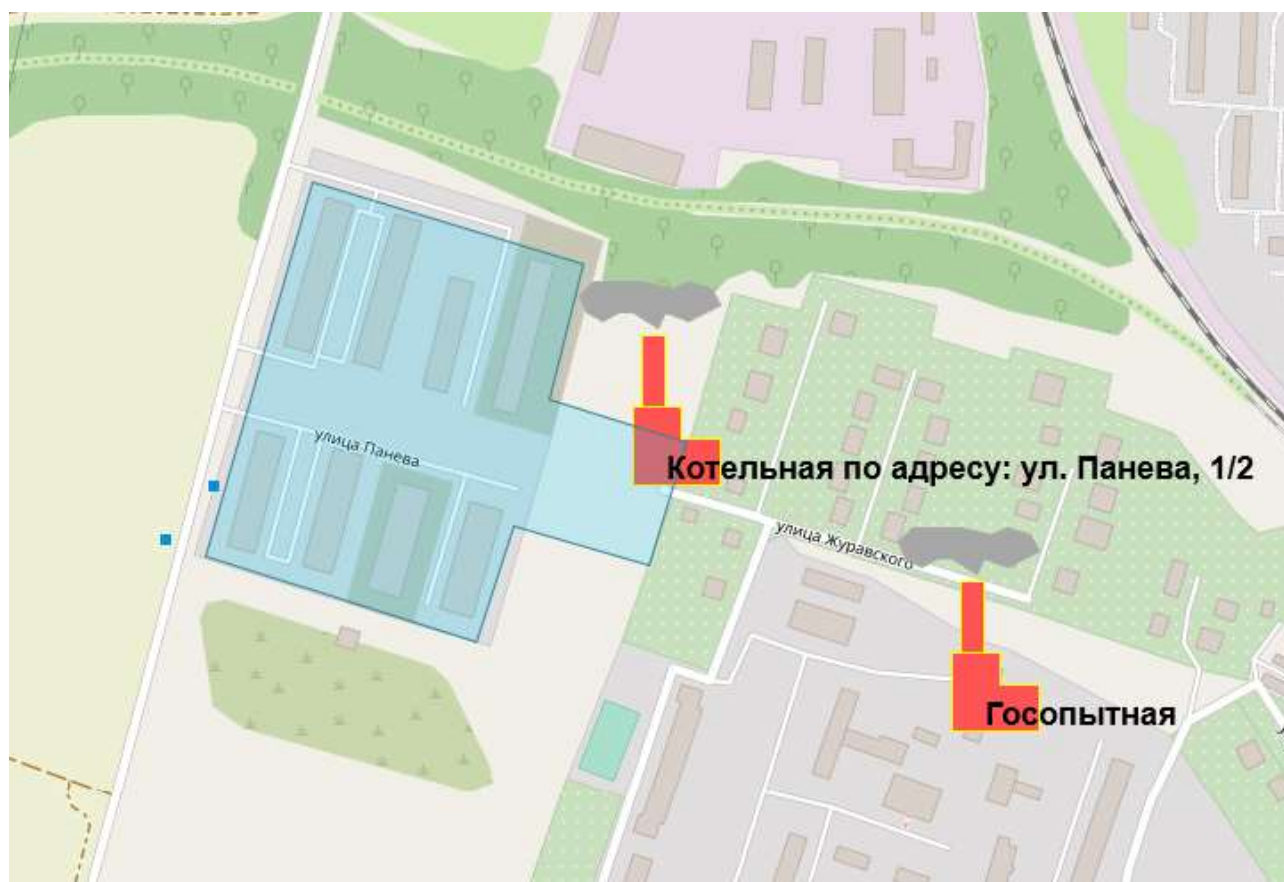 улица Панева
Котельная по адресу: ул. Панева, 1/2
улица Журавского
Госопытная